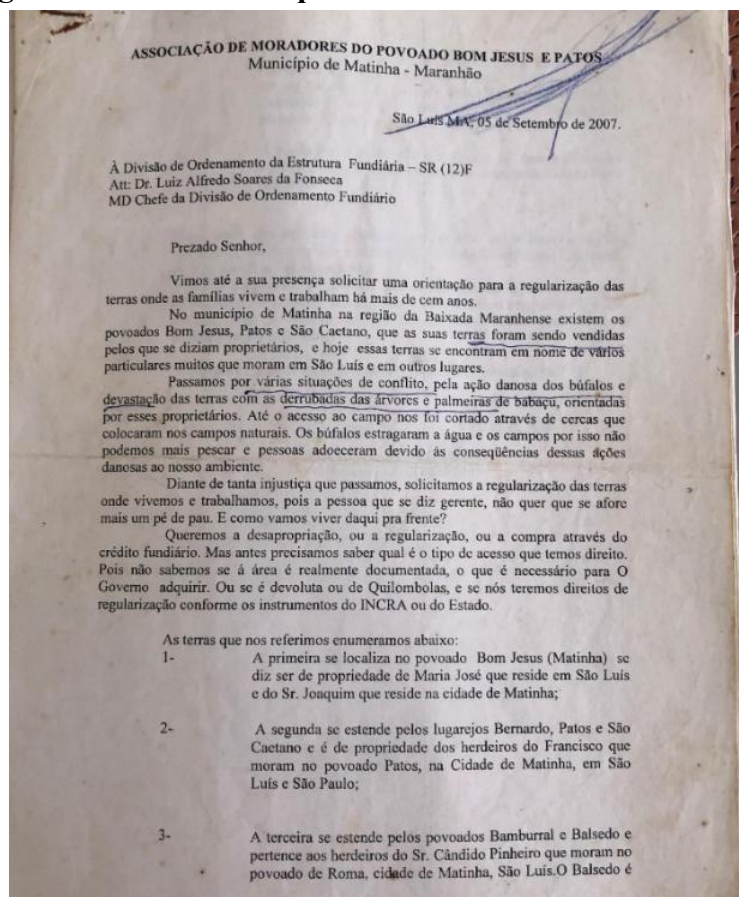 ASSOCIAÇÃO DE MORADORES DO POVOADO BOM JESUS E PATOS
Município de Matinha - Maranhão
São Luís MA, 05 de Setembro de 2007.
À Divisão de Ordenamento da Estrutura Fundiária – SR (12)F
Att: Dr. Luiz Alfredo Soares da Fonseca
MD Chefe da Divisão de Ordenamento Fundiário
Prezado Senhor,
Vimos até a sua presença solicitar uma orientação para a regularização das
terras onde as famílias vivem e trabalham há mais de cem anos.
No município de Matinha na região da Baixada Maranhense existem os
povoados Bom Jesus, Patos e São Caetano, que as suas terras foram sendo vendidas
pelos que se diziam proprietários, e hoje essas terras se encontram em nome de vários
particulares muitos que moram em São Luís e em outros lugares.
Passamos por várias situações de conflito, pela ação danosa dos búfalos e
devastação das terras com as derrubadas das árvores e palmeiras de babaçu, orientadas
por esses proprietários. Até o acesso ao campo nos foi cortado através de cercas que
colocaram nos campos naturais. Os búfalos estragaram a água e os campos por isso não
podemos mais pescar e pessoas adoeceram devido às conseqüências dessas ações
danosas ao nosso ambiente.
Diante de tanta injustiça que passamos, solicitamos a regularização das terras
onde vivemos e trabalhamos, pois a pessoa que se diz gerente, não quer que se afore
mais um pé de pau. E como vamos viver daqui pra frente?
Queremos a desapropriação, ou a regularização, ou a compra através do
crédito fundiário. Mas antes precisamos saber qual é o tipo de acesso que temos direito.
Pois não sabemos se á área é realmente documentada, o que é necessário para O
Governo adquirir. Ou se é devoluta ou de Quilombolas, e se nós teremos direitos de
regularização conforme os instrumentos do INCRA ou do Estado.
As terras que nos referimos enumeramos abaixo:
1- A primeira se localiza no povoado Bom Jesus (Matinha) se
diz ser de propriedade de Maria José que reside em São Luís
e do Sr. Joaquim que reside na cidade de Matinha;
2- A segunda se estende pelos lugarejos Bernardo, Patos e São
Caetano e é de propriedade dos herdeiros do Francisco que
moram no povoado Patos, na Cidade de Matinha, em São
Luís e São Paulo;
3- A terceira se estende pelos povoados Bamburral e Balsedo e
pertence aos herdeiros do Sr. Cândido Pinheiro que moram no
povoado de Roma, cidade de Matinha, São Luís.O Balsedo é